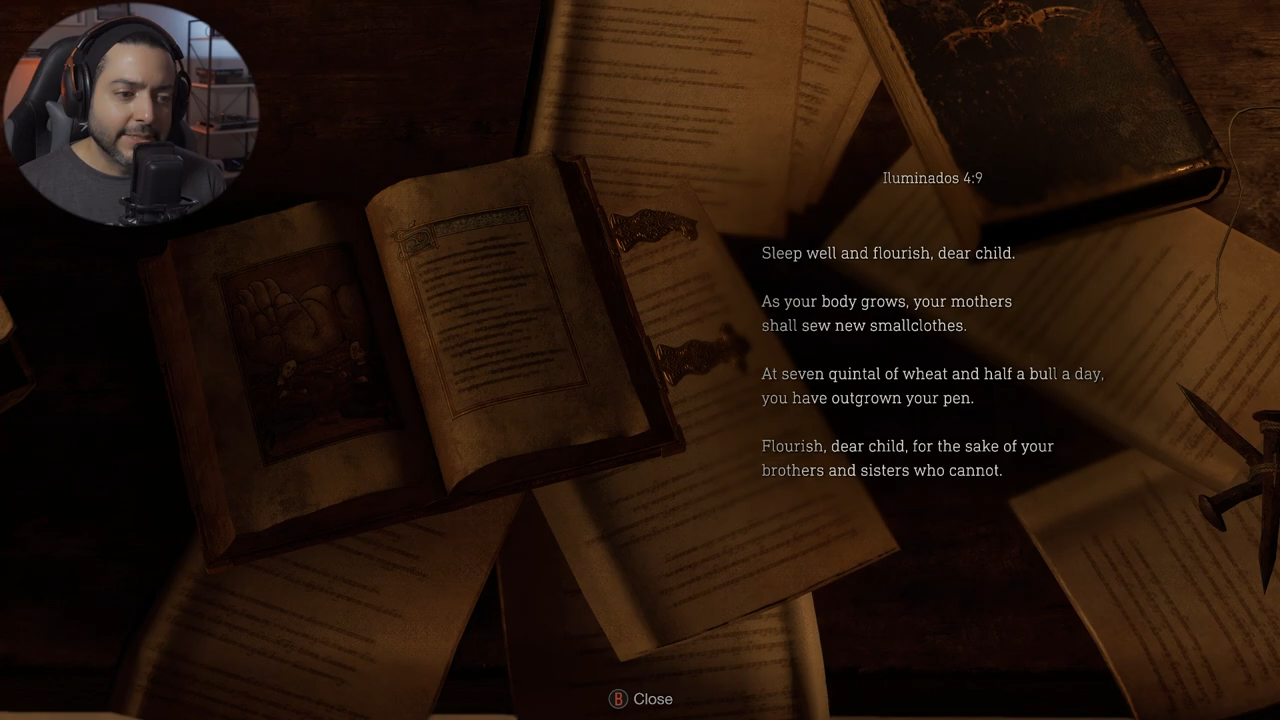 Iluminados 4:9
Sleep well and flourish, dear child.
As your body grows, your mothers
shall sew new smallclothes.
At seven quintal of wheat and half a bull a day,
you have outgrown your pen.
Flourish, dear child, for the sake of your
brothers and sisters who cannot.
B Close